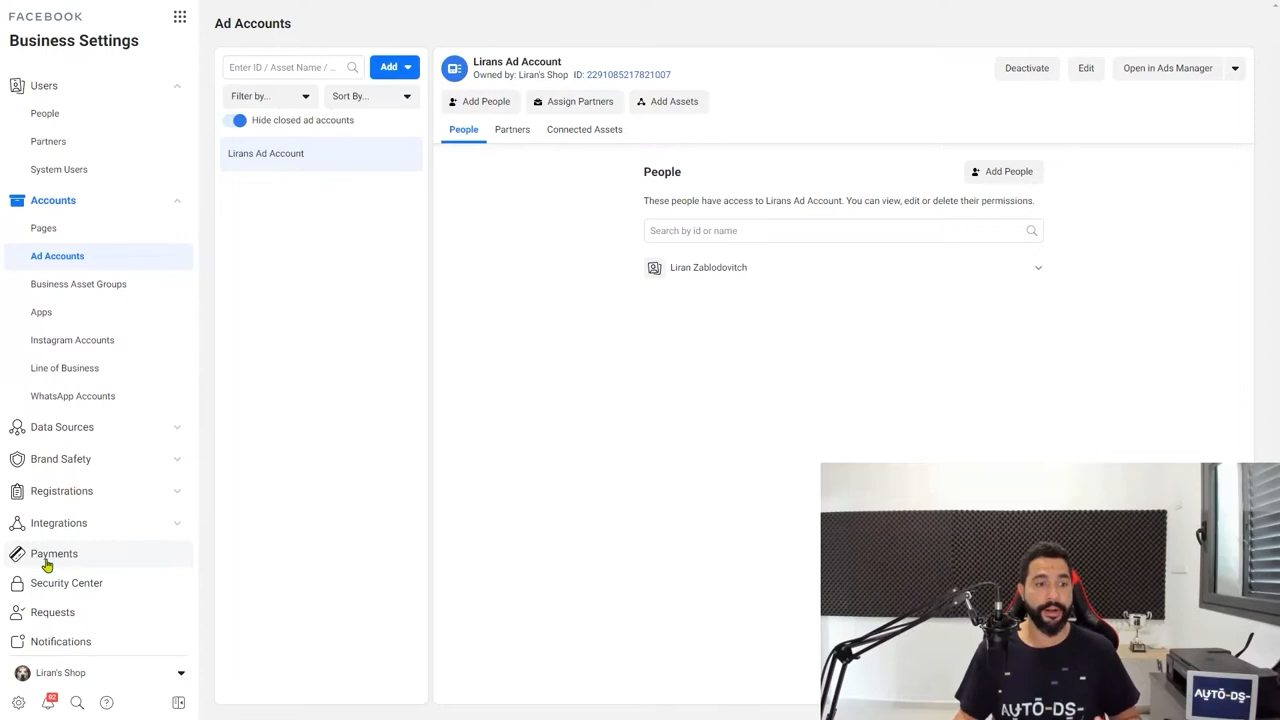 FACEBOOK
Business Settings
Users
People
Partners
System Users
Accounts
Pages
Ad Accounts
Business Asset Groups
Apps
Instagram Accounts
Line of Business
WhatsApp Accounts
Data Sources
Brand Safety
Registrations
Integrations
Payments
Security Center
Requests
Notifications
Liran's Shop
82
Ad Accounts
Enter ID / Asset Name / ...
Add
Filter by...
Sort By...
Hide closed ad accounts
Lirans Ad Account
Lirans Ad Account
Owned by: Liran's Shop ID: 2291085217821007
Deactivate
Edit
Open in Ads Manager
Add People
Assign Partners
Add Assets
People
Partners
Connected Assets
People
Add People
These people have access to Lirans Ad Account. You can view, edit or delete their permissions.
Search by id or name
Liran Zablodovitch
AUTO-DS-
AUTO-DS-